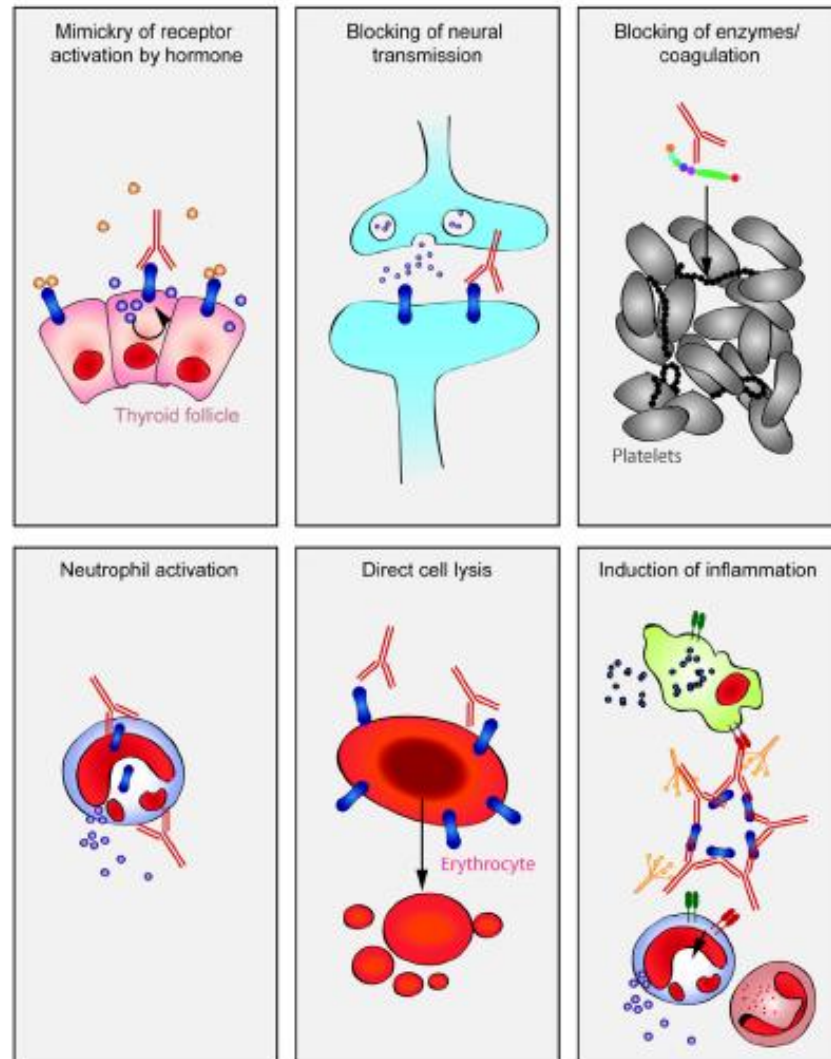 Mimickry of receptor
activation by hormone
Blocking of neural
transmission
Blocking of enzymes/
coagulation
Thyroid follicle
Platelets
Neutrophil activation
Direct cell lysis
Induction of inflammation
Erythrocyte